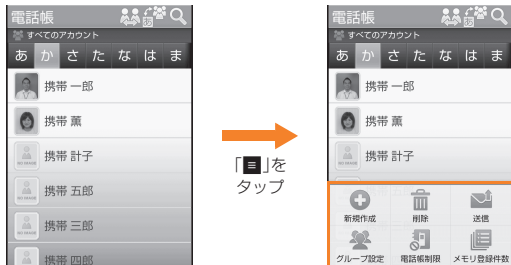 電話帳
すべてのアカウント
あ か さ た な は ま
携帯 一郎
携帯 薫
携帯 計子
携帯 五郎
携帯 三郎
携帯 四郎
「≡」を
タップ
電話帳
すべてのアカウント
あ か さ た な は ま
携帯 一郎
携帯 薫
携帯 計子
新規作成 削除 送信
グループ設定 電話帳制限 メモリ登録件数